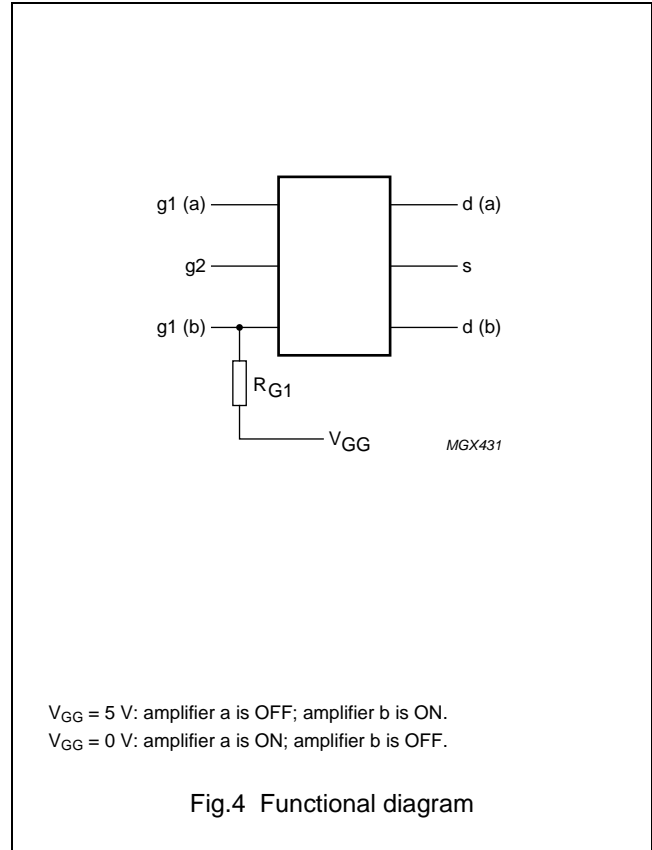 g1 (a)
d (a)
g2
s
g1 (b)
d (b)
RG1
VGG
MGX431
VGG = 5 V: amplifier a is OFF; amplifier b is ON.
VGG = 0 V: amplifier a is ON; amplifier b is OFF.
Fig.4 Functional diagram